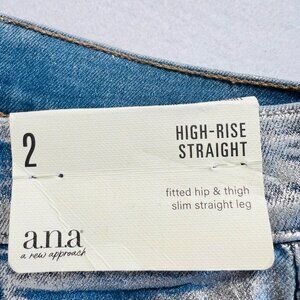 2
HIGH-RISE
STRAIGHT
fitted hip & thigh
slim straight leg
a.n.a
a new approach